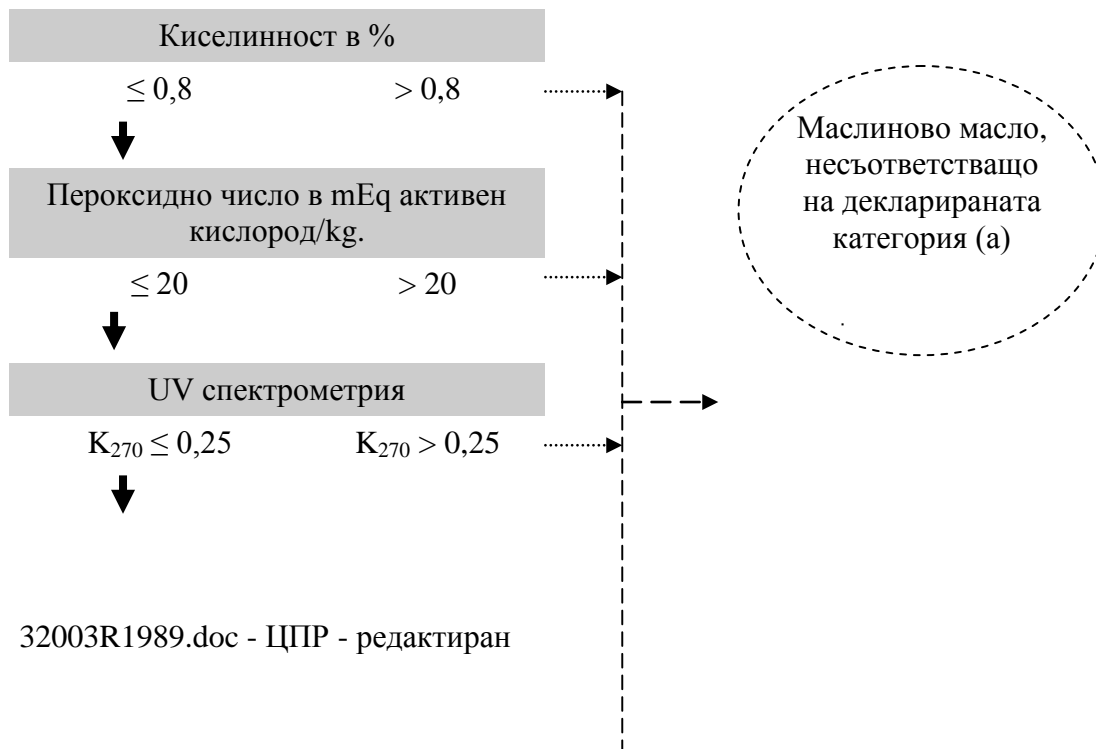 Киселинност в %
≤ 0,8 > 0,8
Пероксидно число в mEq активен
кислород/kg.
≤ 20 > 20
UV спектрометрия
K₂₇₀ ≤ 0,25 K₂₇₀ > 0,25
Маслиново масло,
несъответстващо
на декларираната
категория (а)
.
32003R1989.doc - ЦПР - редактиран